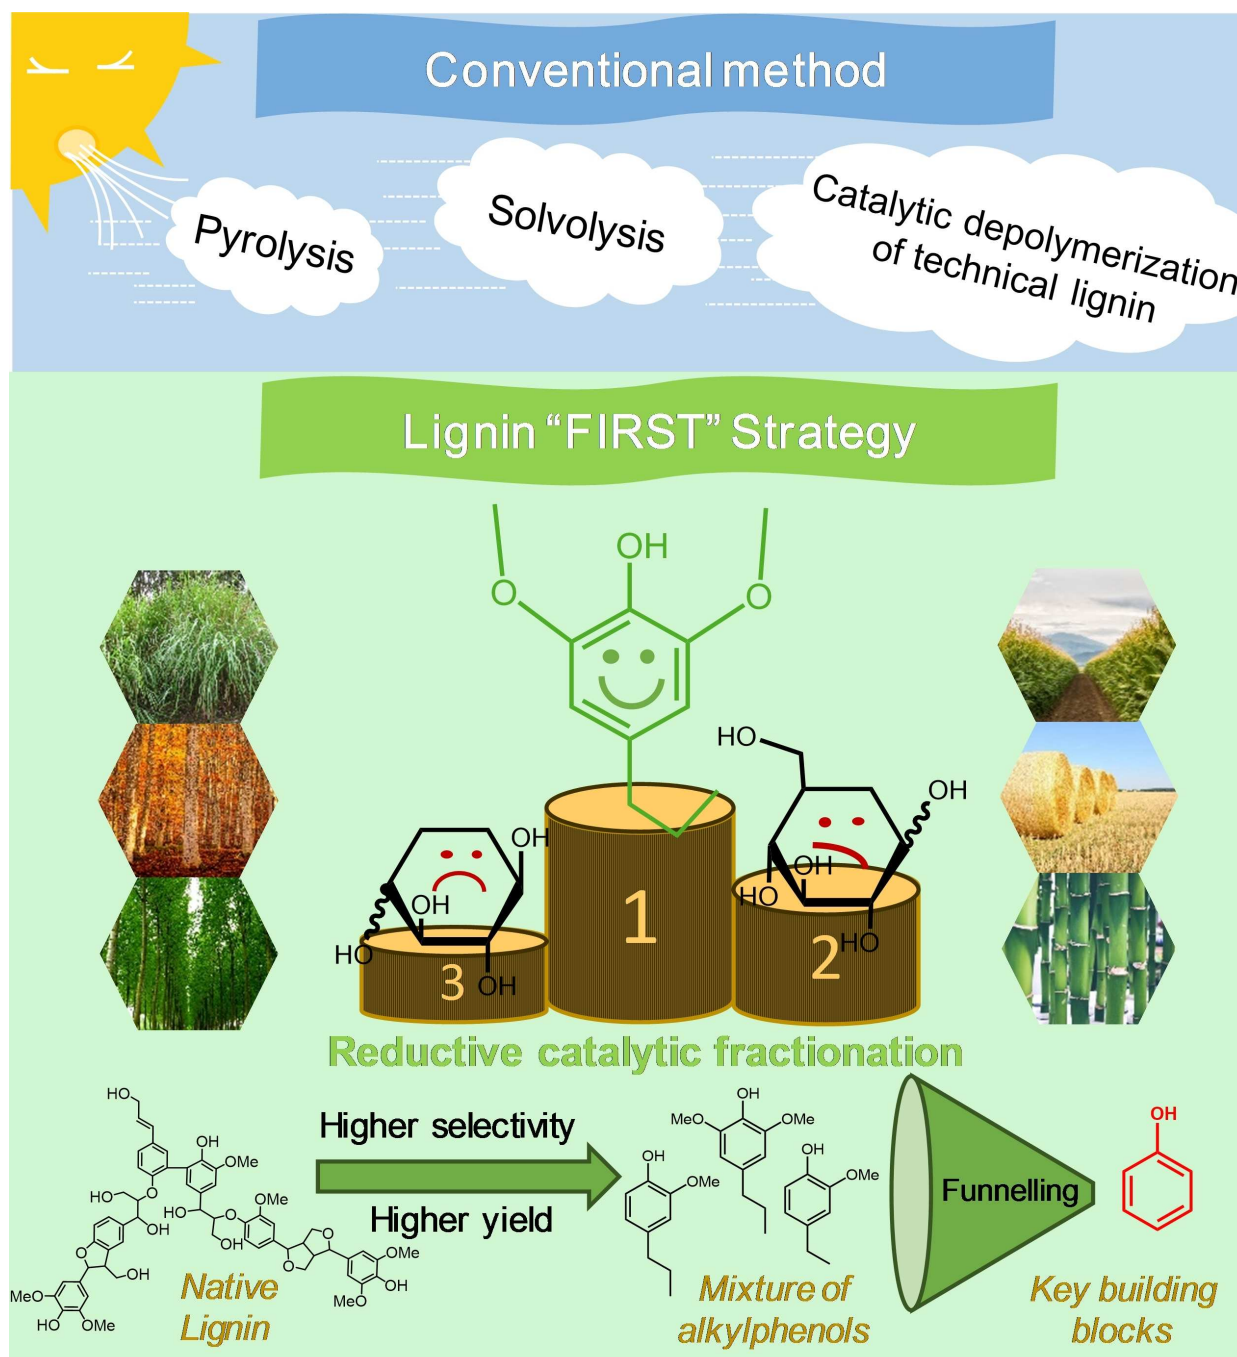 Conventional method
Pyrolysis
Solvolysis
Catalytic depolymerization
of technical lignin
Lignin “FIRST” Strategy
O
OH
O
HO
OH
OH
OH
HO
OH
HO
OH
HO
1
2
3
Reductive catalytic fractionation
HO
OH
OMe
O
HO
OH
HO
O
OMe
OH
O
OH
O
O
OMe
OH
OMe
MeO
HO
OMe
Native
Lignin
Higher selectivity
Higher yield
OH
MeO
OMe
OH
OMe
OH
OMe
Mixture of
alkylphenols
Funnelling
OH
Key building
blocks